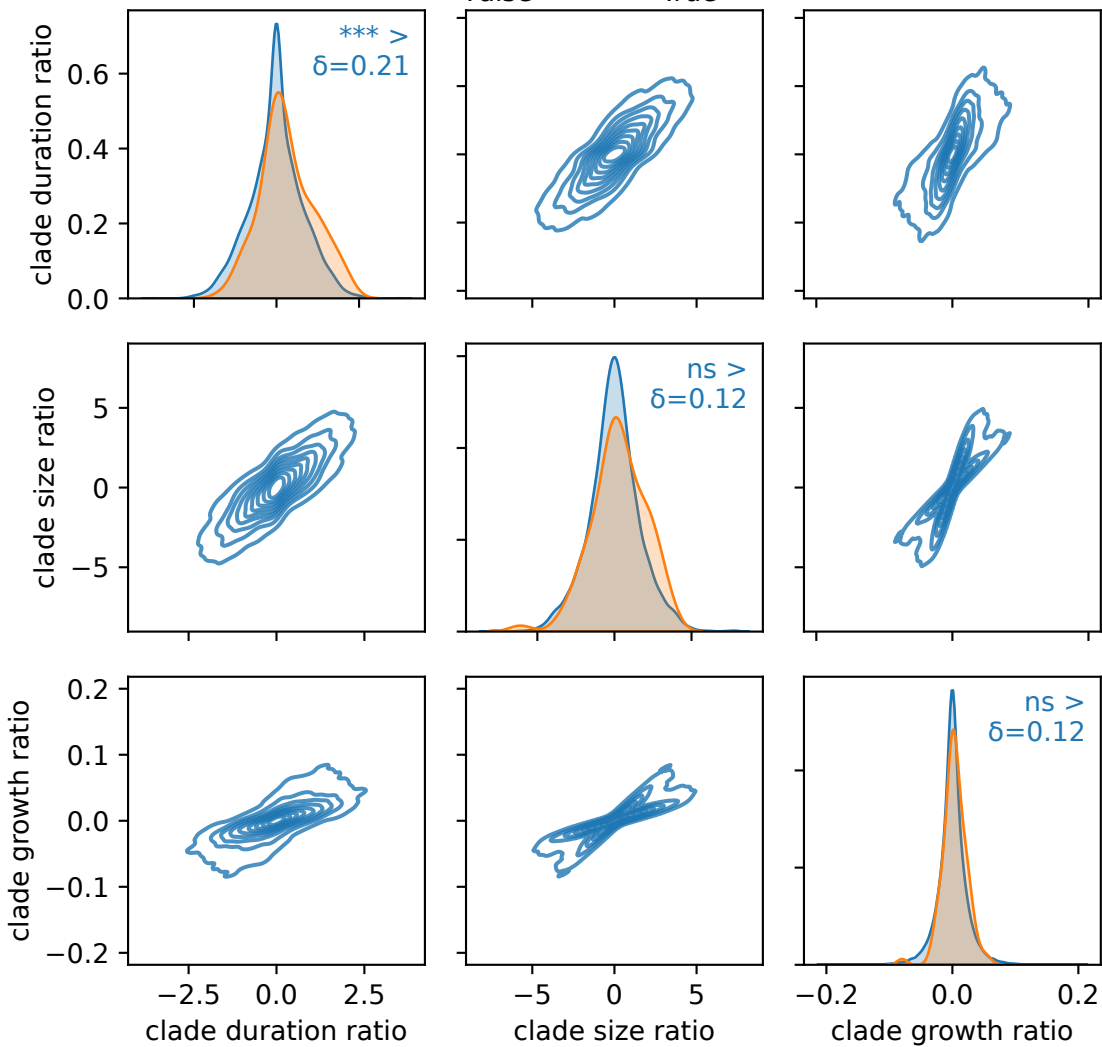 clade duration ratio
0.6
0.4
0.2
0.0
*** >
δ=0.21
clade size ratio
5
0
−5
ns >
δ=0.12
clade growth ratio
0.2
0.1
0.0
−0.1
−0.2
ns >
δ=0.12
−2.5 0.0 2.5
−5 0 5
−0.2 0.0 0.2
clade duration ratio
clade size ratio
clade growth ratio